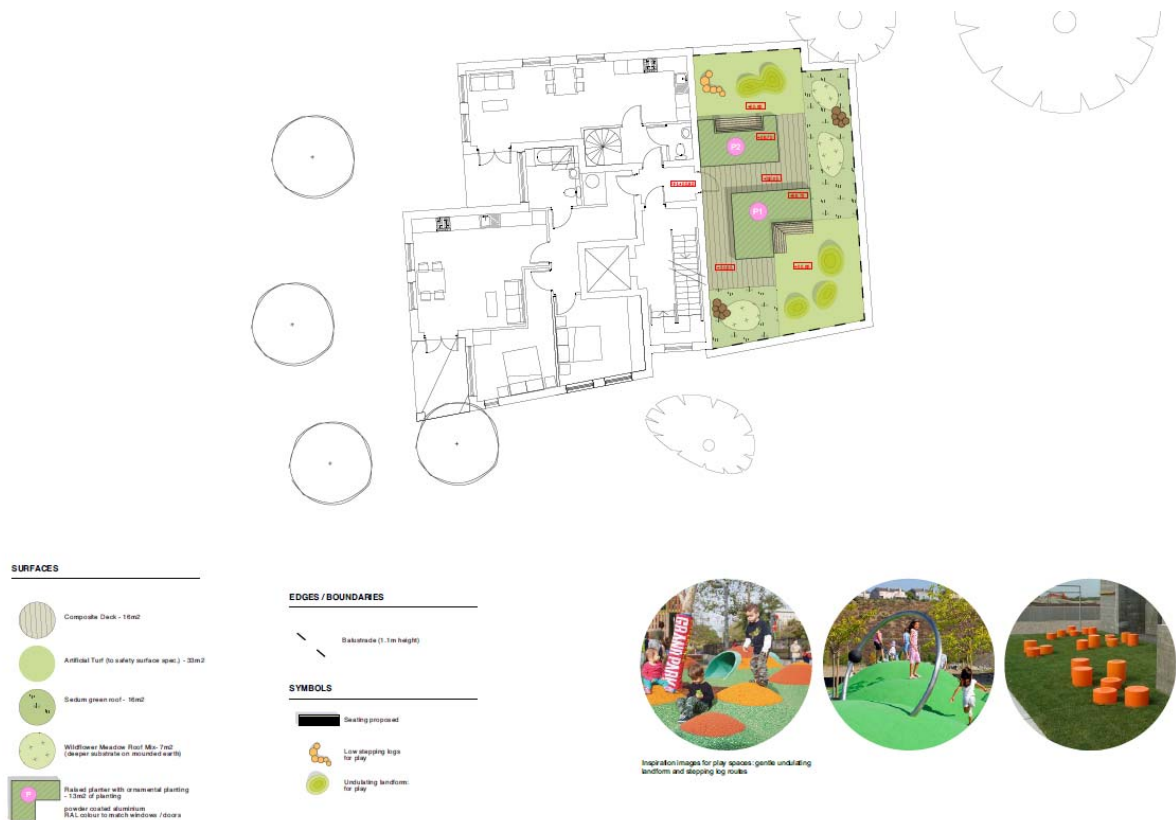 P2
P1
SURFACES
Composite Deck - 16m2
Artificial Turf (to safety surface spec.) - 33m2
Sedum green roof - 16m2
Wildflower Meadow Roof Mix- 7m2
(deeper substrate on mounded earth)
P
Raised planter with ornamental planting
- 13m2 of planting
powder coated aluminium
RAL colour to match windows / doors
EDGES / BOUNDARIES
Balustrade (1.1m height)
SYMBOLS
Seating proposed
Low stepping logs
for play
Undulating landform
for play
GRAND PARK
Inspiration images for play spaces: gentle undulating
landform and stepping log routes